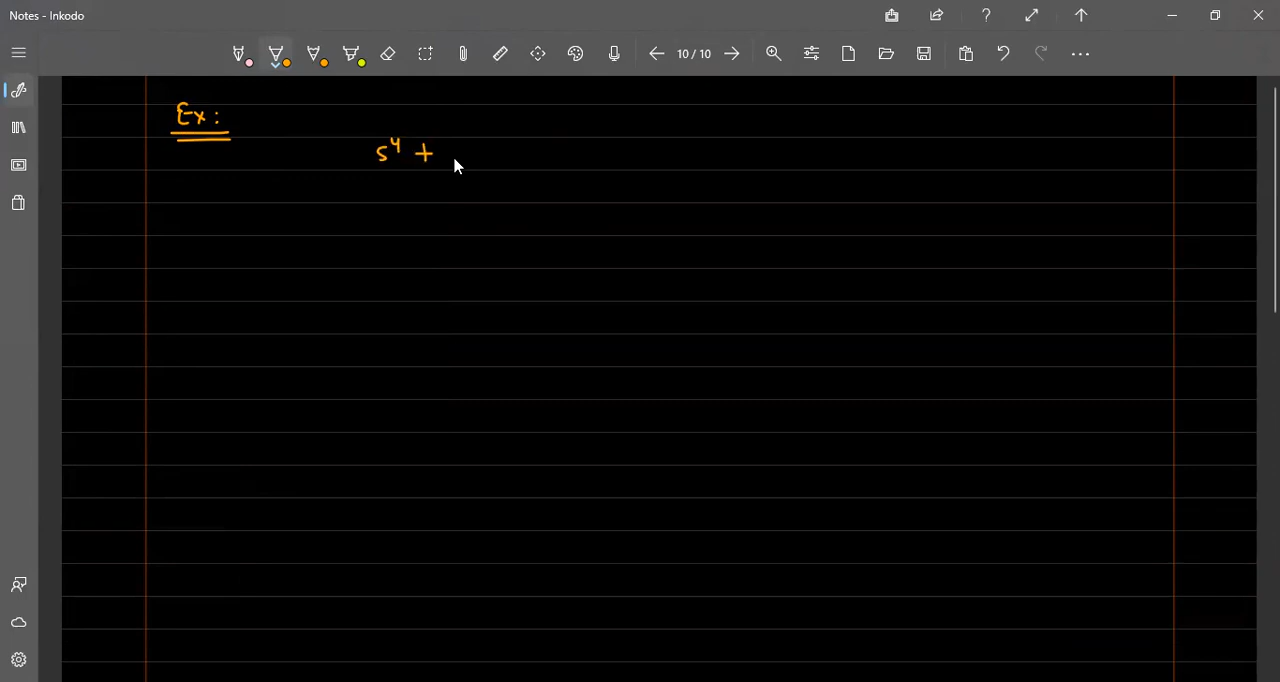 Notes - Inkodo
10 / 10
Ex:
s⁴ +